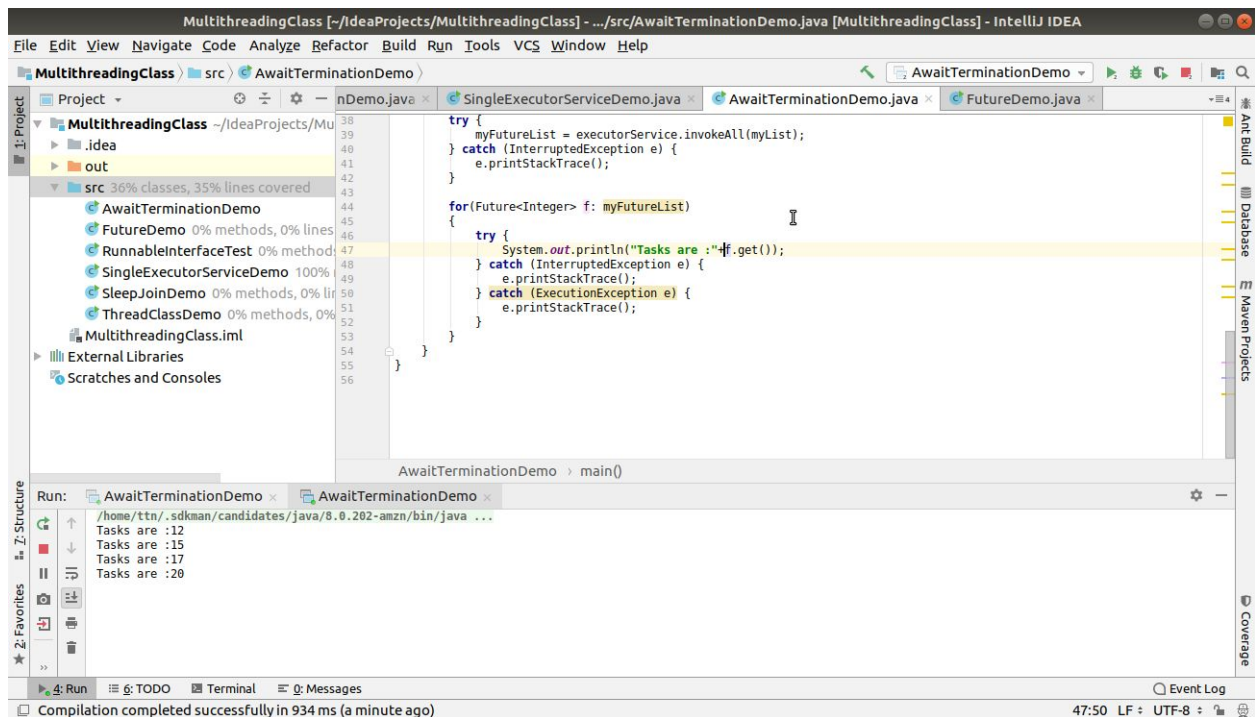 MultithreadingClass [~/IdeaProjects/MultithreadingClass] - .../src/AwaitTerminationDemo.java [MultithreadingClass] - IntelliJ IDEA
File Edit View Navigate Code Analyze Refactor Build Run Tools VCS Window Help
MultithreadingClass src AwaitTerminationDemo AwaitTerminationDemo
1: Project
Project
nDemo.java SingleExecutorServiceDemo.java AwaitTerminationDemo.java FutureDemo.java 4
MultithreadingClass ~/IdeaProjects/Mu
.idea
out
src 36% classes, 35% lines covered
AwaitTerminationDemo
FutureDemo 0% methods, 0% lines
RunnableInterfaceTest 0% method
SingleExecutorServiceDemo 100%
SleepJoinDemo 0% methods, 0% lin
ThreadClassDemo 0% methods, 0%
MultithreadingClass.iml
External Libraries
Scratches and Consoles
38 try {
39 myFutureList = executorService.invokeAll(myList);
40 } catch (InterruptedException e) {
41 e.printStackTrace();
42 }
43
44 for(Future<Integer> f: myFutureList)
45 {
46 try {
47 System.out.println("Tasks are :"+f.get());
48 } catch (InterruptedException e) {
49 e.printStackTrace();
50 } catch (ExecutionException e) {
51 e.printStackTrace();
52 }
53 }
54 }
55 }
56
AwaitTerminationDemo › main()
Ant Build
Database
Maven Projects
Coverage
7: Structure
2: Favorites
Run: AwaitTerminationDemo AwaitTerminationDemo
/home/ttn/.sdkman/candidates/java/8.0.202-amzn/bin/java ...
Tasks are :12
Tasks are :15
Tasks are :17
Tasks are :20
4: Run 6: TODO Terminal 0: Messages Event Log
Compilation completed successfully in 934 ms (a minute ago) 47:50 LF UTF-8